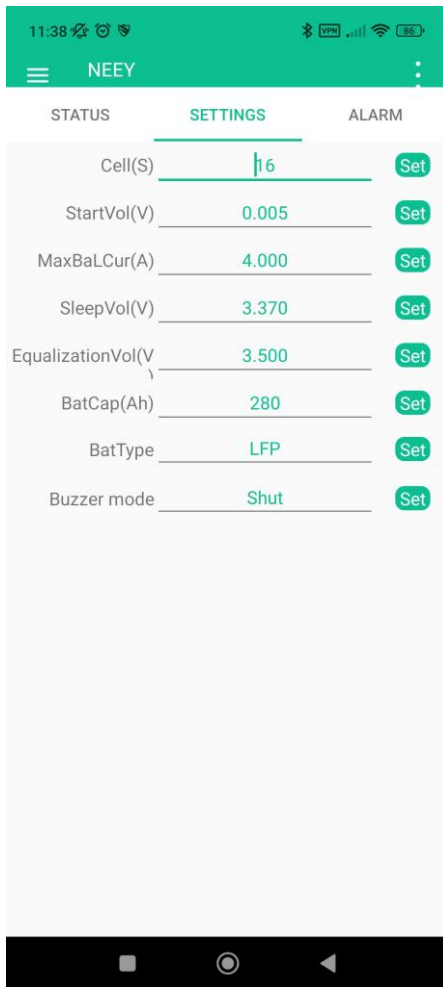 11:38
VPN
86
NEEY
STATUS SETTINGS ALARM
Cell(S) 16 Set
StartVol(V) 0.005 Set
MaxBaLCur(A) 4.000 Set
SleepVol(V) 3.370 Set
EqualizationVol(V 3.500 Set
)
BatCap(Ah) 280 Set
BatType LFP Set
Buzzer mode Shut Set